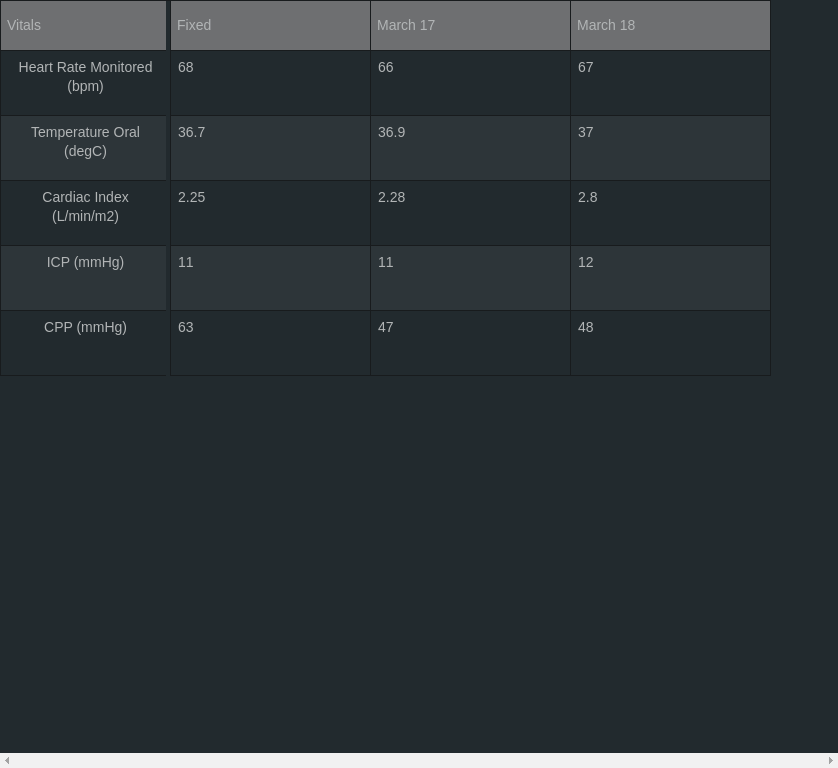 Vitals Fixed March 17 March 18
Heart Rate Monitored 68 66 67
(bpm)
Temperature Oral 36.7 36.9 37
(degC)
Cardiac Index 2.25 2.28 2.8
(L/min/m2)
ICP (mmHg) 11 11 12
CPP (mmHg) 63 47 48